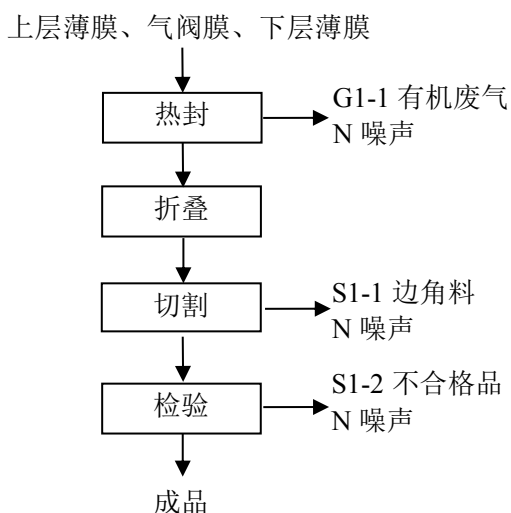 上层薄膜、气阀膜、下层薄膜
热封
G1-1 有机废气
N 噪声
折叠
切割
S1-1 边角料
N 噪声
检验
S1-2 不合格品
N 噪声
成品